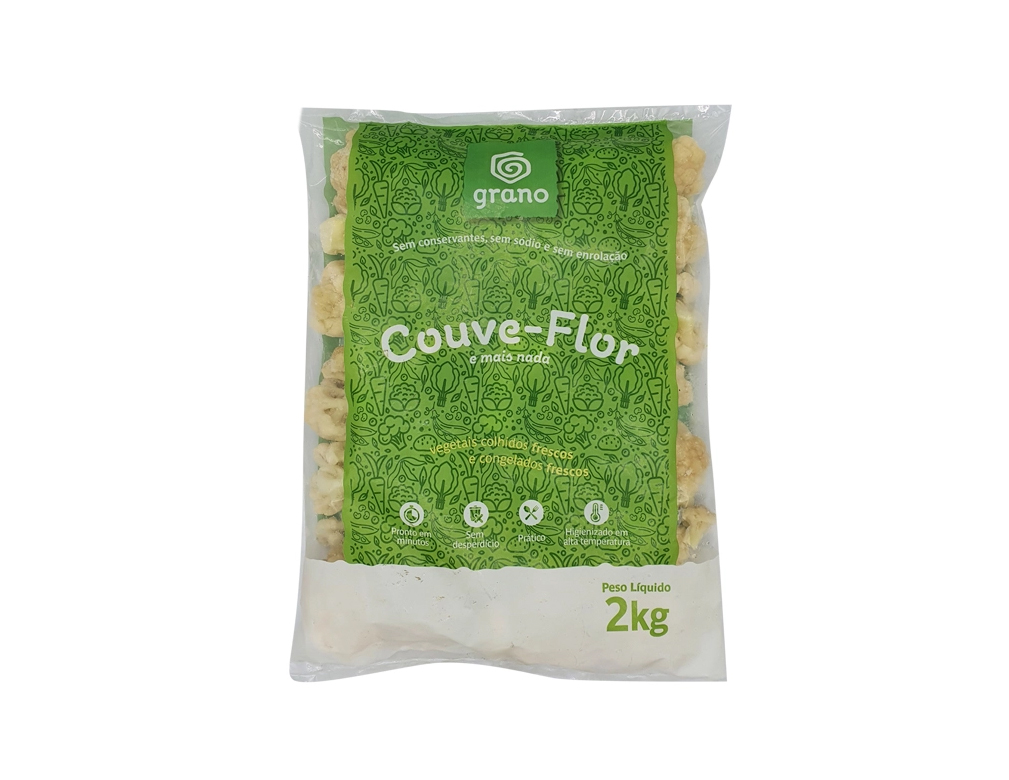 grano
Sem conservantes, sem sódio e sem enrolação
Couve-Flor
e mais nada
vegetais colhidos frescos
e congelados frescos
Pronto em
minutos
Sem
desperdício
Prático
Higienizado em
alta temperatura
Peso Líquido
2kg